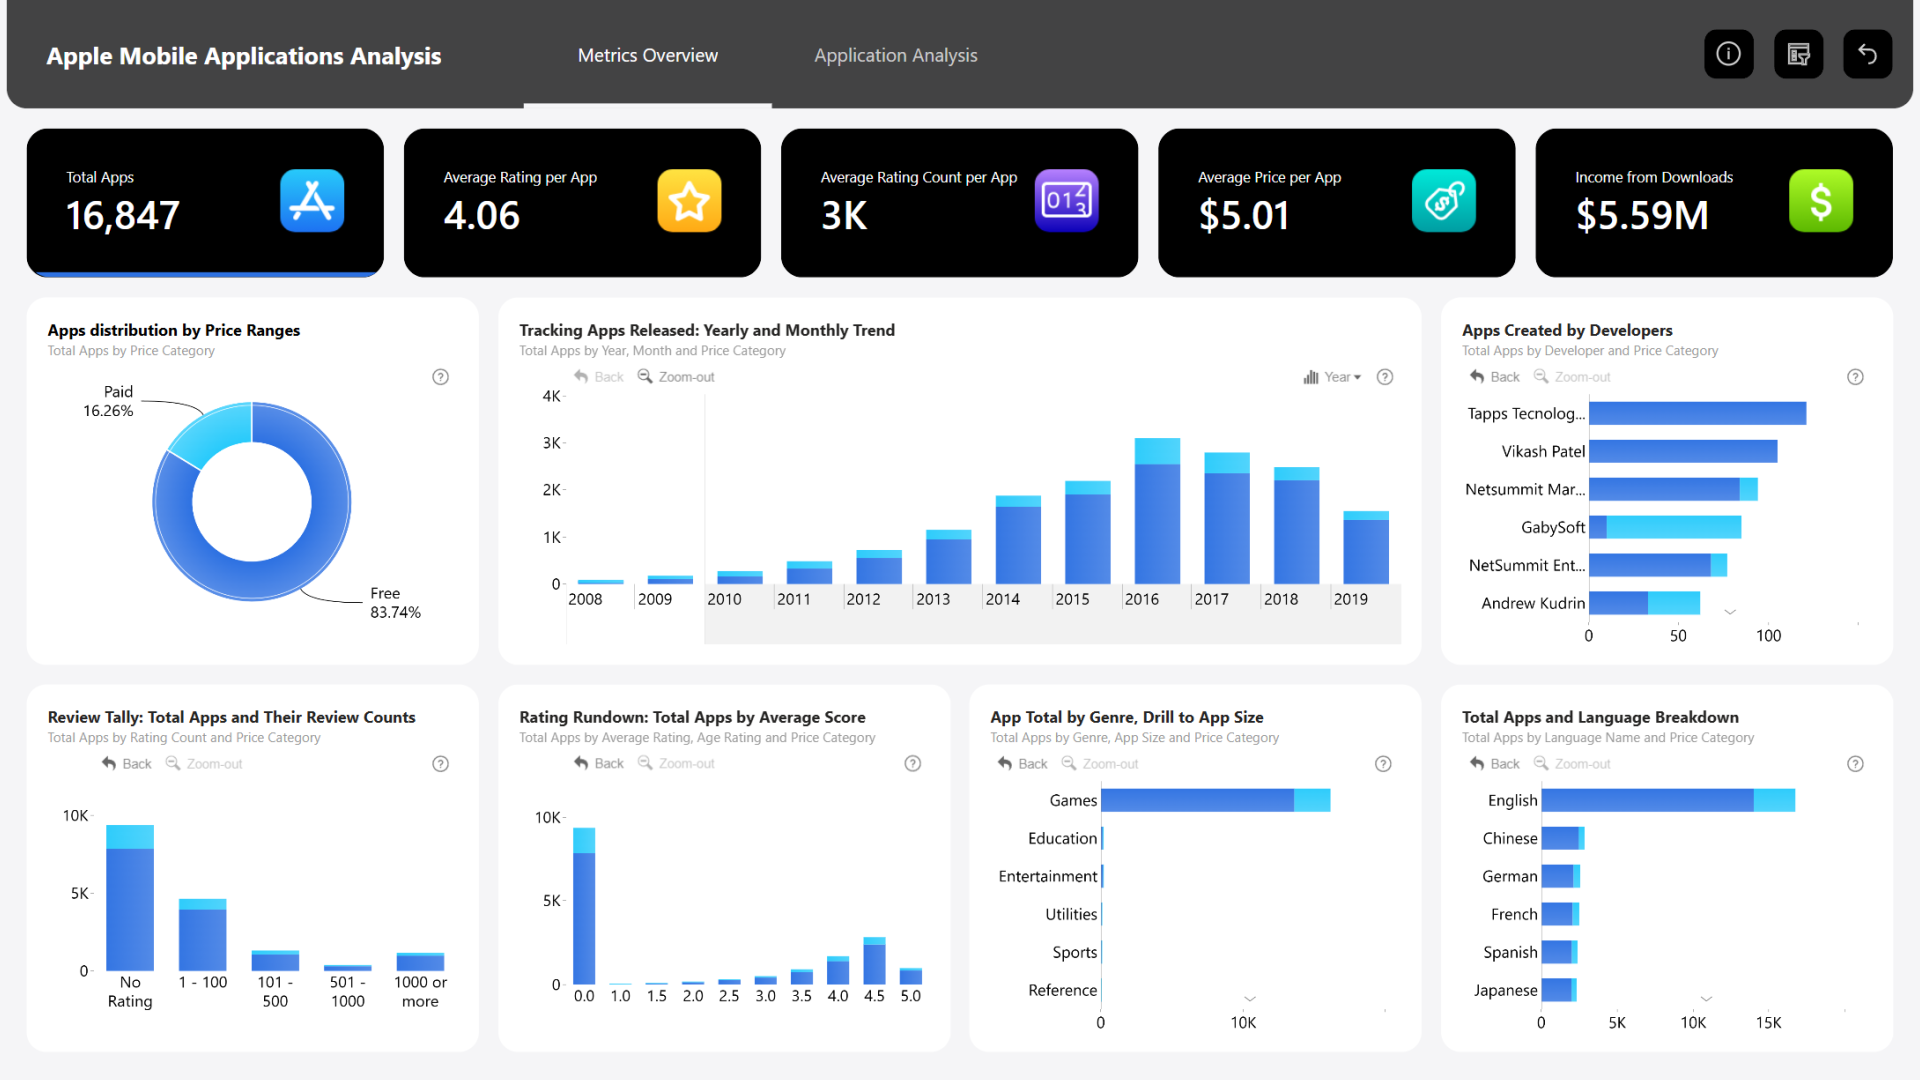 Apple Mobile Applications Analysis
Metrics Overview
Application Analysis
Total Apps
16,847
Average Rating per App
4.06
Average Rating Count per App
3K
012
3
Average Price per App
$5.01
$
Income from Downloads
$5.59M
$
Apps distribution by Price Ranges
Total Apps by Price Category
?
Paid
16.26%
Free
83.74%
Tracking Apps Released: Yearly and Monthly Trend
Total Apps by Year, Month and Price Category
Back Zoom-out
Year ?
4K
3K
2K
1K
0
2008 2009 2010 2011 2012 2013 2014 2015 2016 2017 2018 2019
Apps Created by Developers
Total Apps by Developer and Price Category
Back Zoom-out ?
Tapps Tecnolog...
Vikash Patel
Netsummit Mar...
GabySoft
NetSummit Ent...
Andrew Kudrin
0 50 100
Review Tally: Total Apps and Their Review Counts
Total Apps by Rating Count and Price Category
Back Zoom-out ?
10K
5K
0
No Rating
1 - 100
101 - 500
501 - 1000
1000 or more
Rating Rundown: Total Apps by Average Score
Total Apps by Average Rating, Age Rating and Price Category
Back Zoom-out ?
10K
5K
0
0.0 1.0 1.5 2.0 2.5 3.0 3.5 4.0 4.5 5.0
App Total by Genre, Drill to App Size
Total Apps by Genre, App Size and Price Category
Back Zoom-out ?
Games
Education
Entertainment
Utilities
Sports
Reference
0 10K
Total Apps and Language Breakdown
Total Apps by Language Name and Price Category
Back Zoom-out ?
English
Chinese
German
French
Spanish
Japanese
0 5K 10K 15K